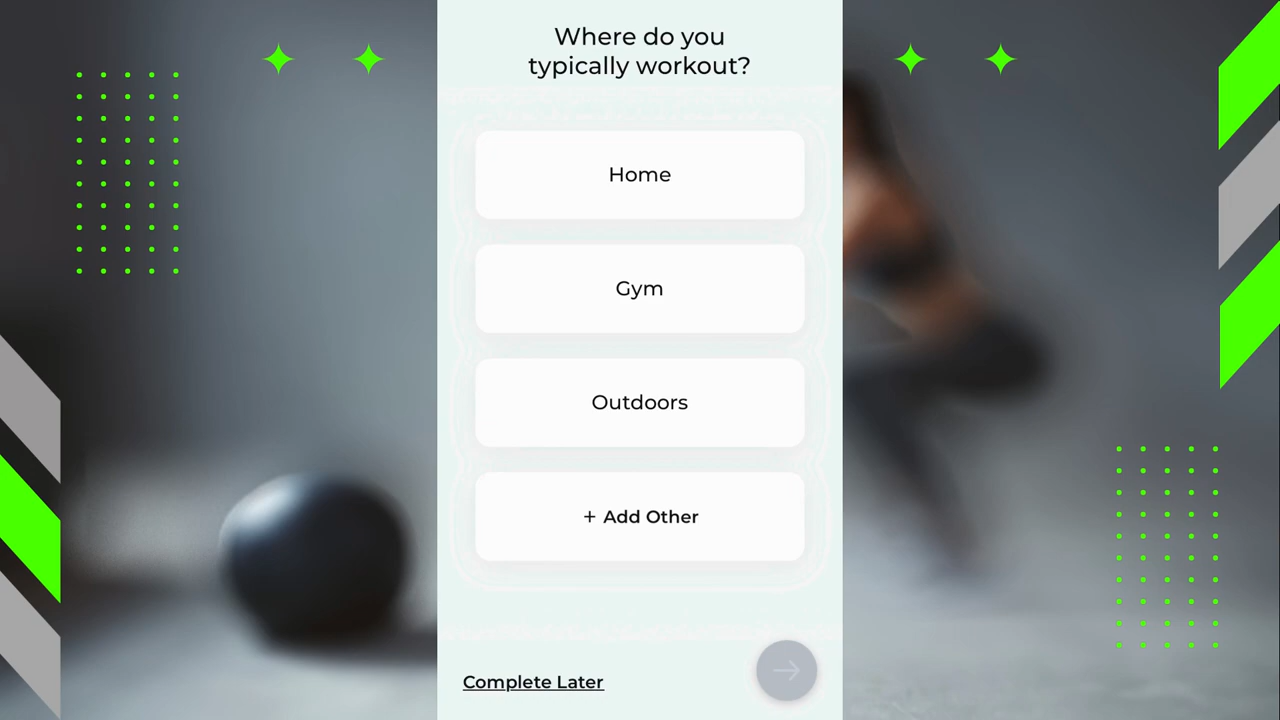 Where do you
typically workout?
Home
Gym
Outdoors
+ Add Other
Complete Later